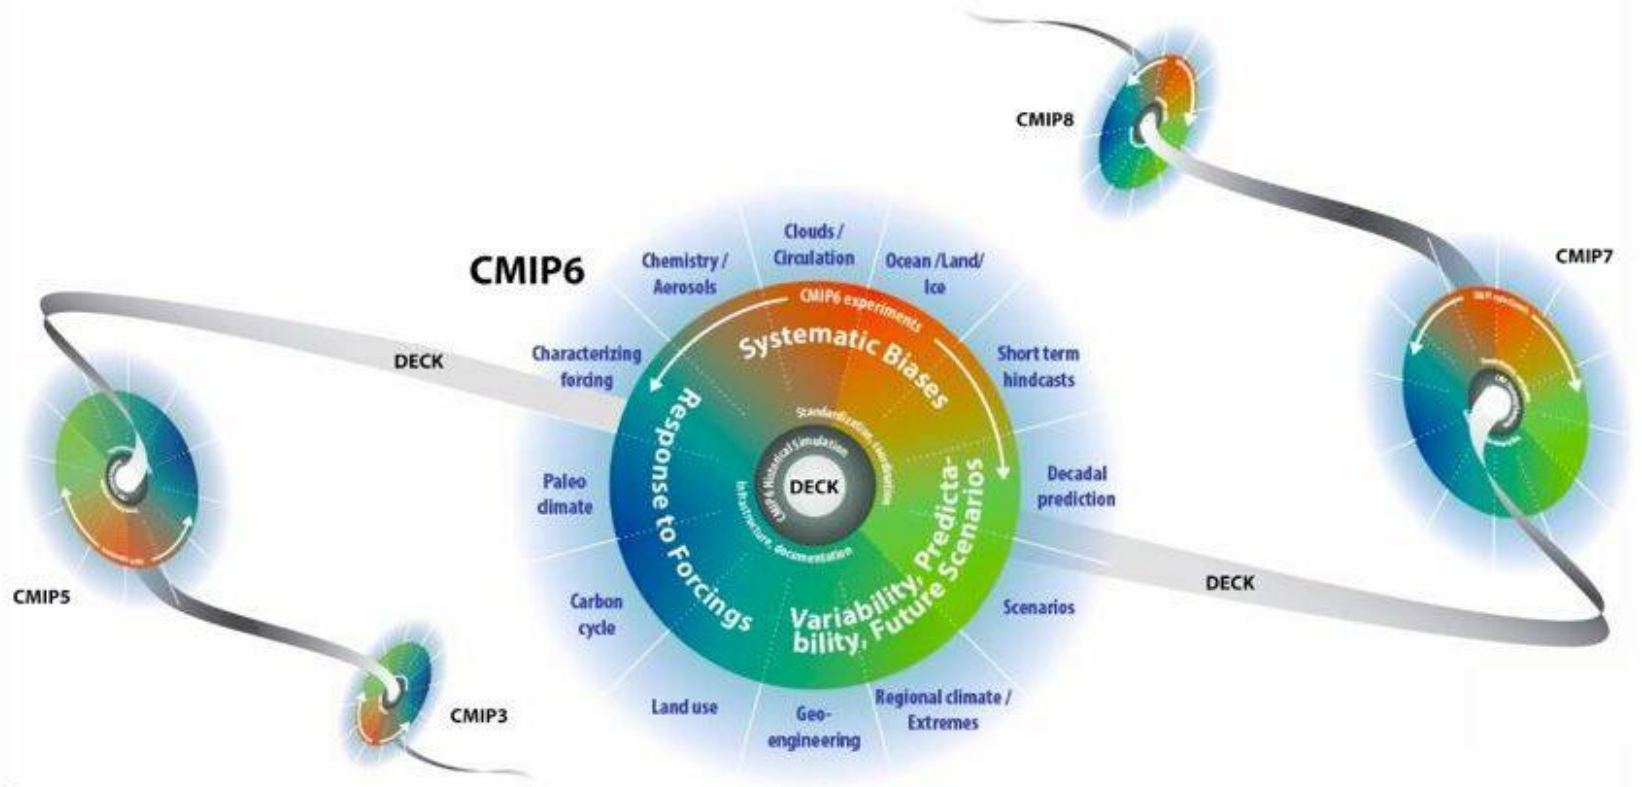 CMIP8
CMIP7
CMIP6
Clouds /
Circulation
Chemistry /
Aerosols
Ocean /Land/
Ice
Characterizing
forcing
Short term
hindcasts
DECK
Paleo
climate
Decadal
prediction
Carbon
cycle
Scenarios
DECK
Land use
Geo-
engineering
Regional climate /
Extremes
CMIP6 experiments
Systematic Biases
Response to Forcings
Variability, Predicta-
bility, Future Scenarios
Standardization, coordination
Infrastructure, documentation
CMIP6 Historical Simulation
DECK
CMIP5
CMIP3